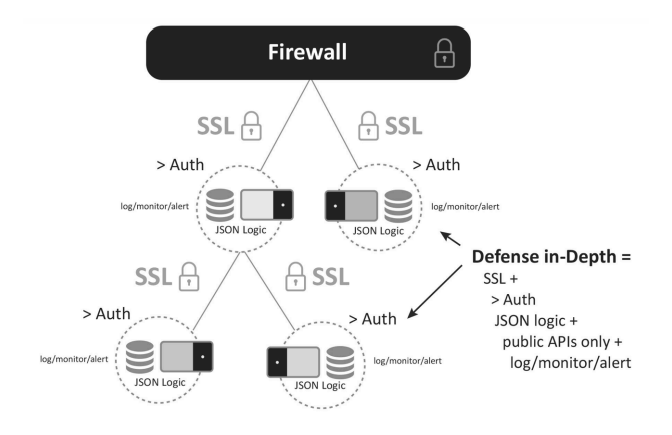 Firewall
SSL
SSL
> Auth
> Auth
log/monitor/alert
log/monitor/alert
JSON Logic
JSON Logic
Defense in-Depth =
SSL +
> Auth
JSON logic +
public APIs only +
log/monitor/alert
SSL
SSL
> Auth
> Auth
log/monitor/alert
log/monitor/alert
JSON Logic
JSON Logic